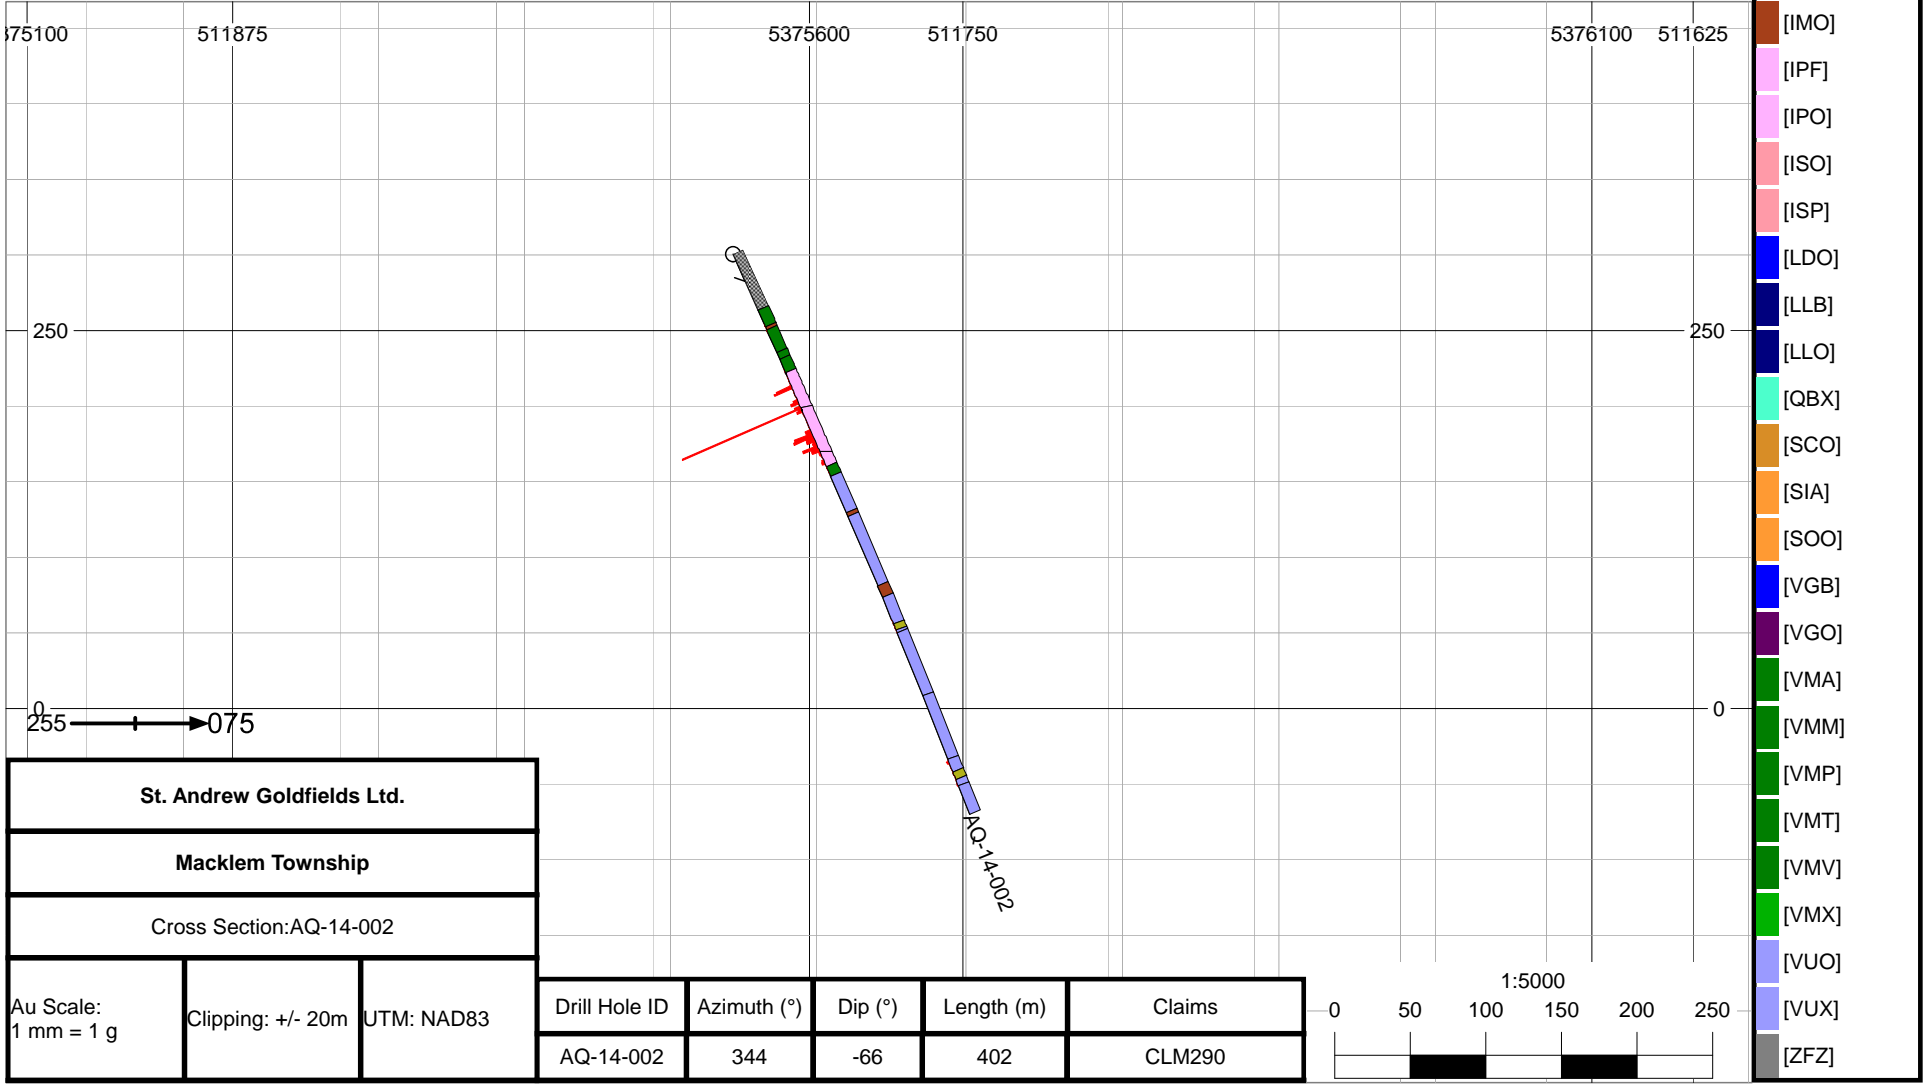 375100 511875 5375600 511750 5376100 511625
250 250
0 0
255 075
AQ-14-002
St. Andrew Goldfields Ltd.
Macklem Township
Cross Section:AQ-14-002
Au Scale:
1 mm = 1 g
Clipping: +/- 20m
UTM: NAD83
Drill Hole ID Azimuth (°) Dip (°) Length (m) Claims
AQ-14-002 344 -66 402 CLM290
1:5000
0 50 100 150 200 250
[IMO]
[IPF]
[IPO]
[ISO]
[ISP]
[LDO]
[LLB]
[LLO]
[QBX]
[SCO]
[SIA]
[SOO]
[VGB]
[VGO]
[VMA]
[VMM]
[VMP]
[VMT]
[VMV]
[VMX]
[VUO]
[VUX]
[ZFZ]